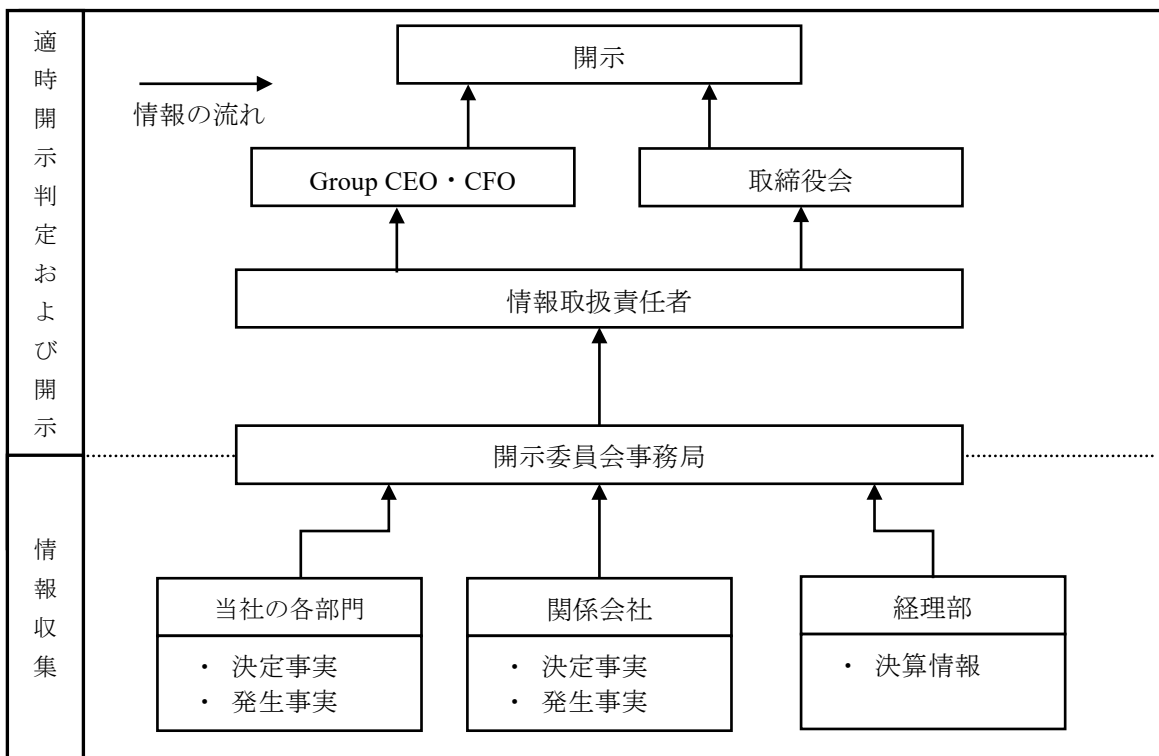 適時開示判定および開示
開示
情報の流れ
Group CEO・CFO
取締役会
情報取扱責任者
開示委員会事務局
情報収集
当社の各部門
・ 決定事実
・ 発生事実
関係会社
・ 決定事実
・ 発生事実
経理部
・ 決算情報